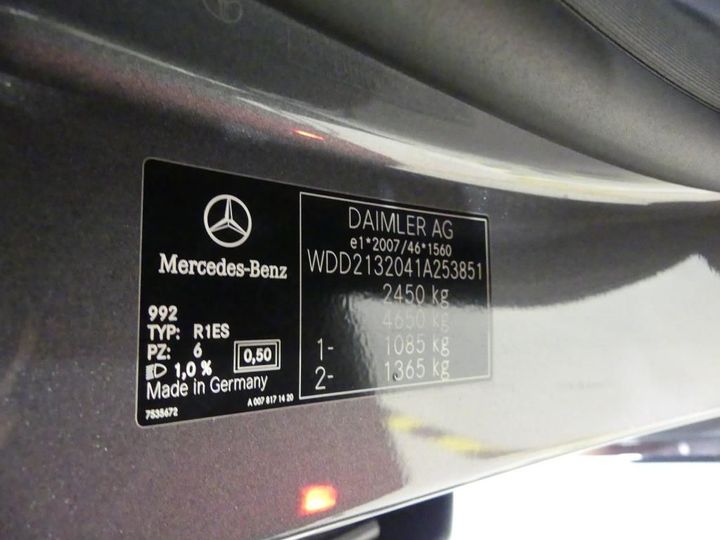 Mercedes-Benz
992
TYP: R1ES
PZ: 6
1,0 %
0,50
Made in Germany
7535672
A 007 817 14 20
DAIMLER AG
e1*2007/46*1560
WDD2132041A253851
2450 kg
4650 kg
1- 1085 kg
2- 1365 kg